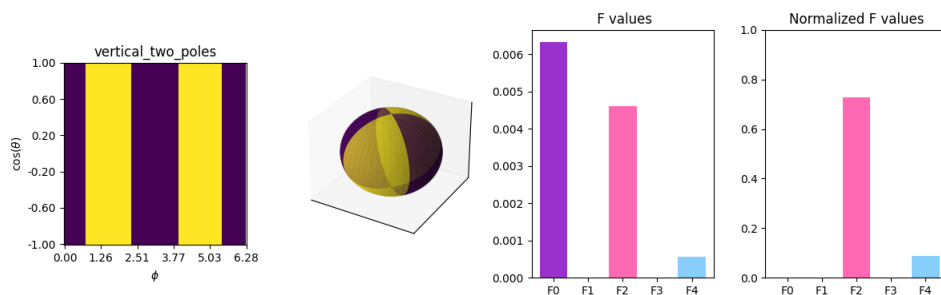 vertical_two_poles
1.00
0.60
0.20
-0.20
-0.60
-1.00
cos(θ)
0.00 1.26 2.51 3.77 5.03 6.28
ϕ
F values
0.006
0.005
0.004
0.003
0.002
0.001
0.000
F0 F1 F2 F3 F4
Normalized F values
1.0
0.8
0.6
0.4
0.2
0.0
F0 F1 F2 F3 F4